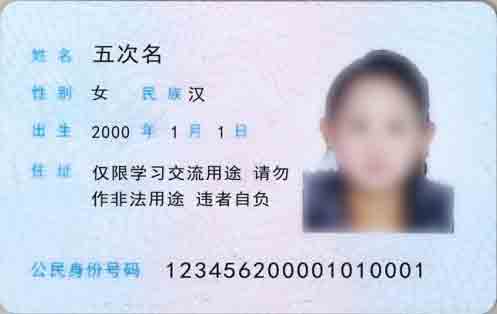 姓名 五次名
性别 女 民族 汉
出生 2000 年 1 月 1 日
住址 仅限学习交流用途 请勿
作非法用途 违者自负
公民身份号码 123456200001010001